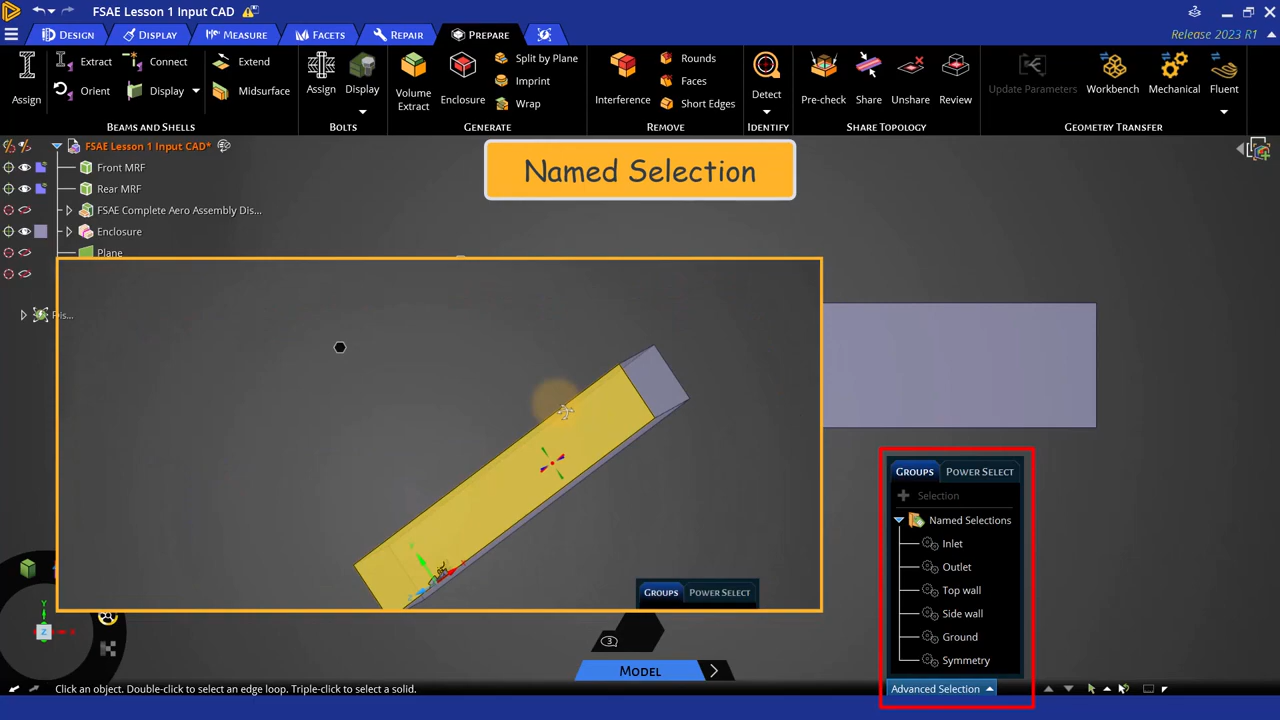 FSAE Lesson 1 Input CAD
Design
Display
Measure
Facets
Repair
Prepare
Release 2023 R1
Assign
Extract
Connect
Orient
Display
Extend
Midsurface
Beams and Shells
Assign
Display
Bolts
Volume
Extract
Enclosure
Split by Plane
Imprint
Wrap
Generate
Interference
Rounds
Faces
Short Edges
Remove
Detect
Identify
Pre-check
Share
Unshare
Review
Share Topology
Update Parameters
Workbench
Mechanical
Fluent
Geometry Transfer
FSAE Lesson 1 Input CAD*
Front MRF
Rear MRF
FSAE Complete Aero Assembly Dis...
Enclosure
Plane
Named Selection
Groups
Power Select
Groups
Power Select
Selection
Named Selections
Inlet
Outlet
Top wall
Side wall
Ground
Symmetry
Advanced Selection
Y
X
Z
3
Model
Click an object. Double-click to select an edge loop. Triple-click to select a solid.